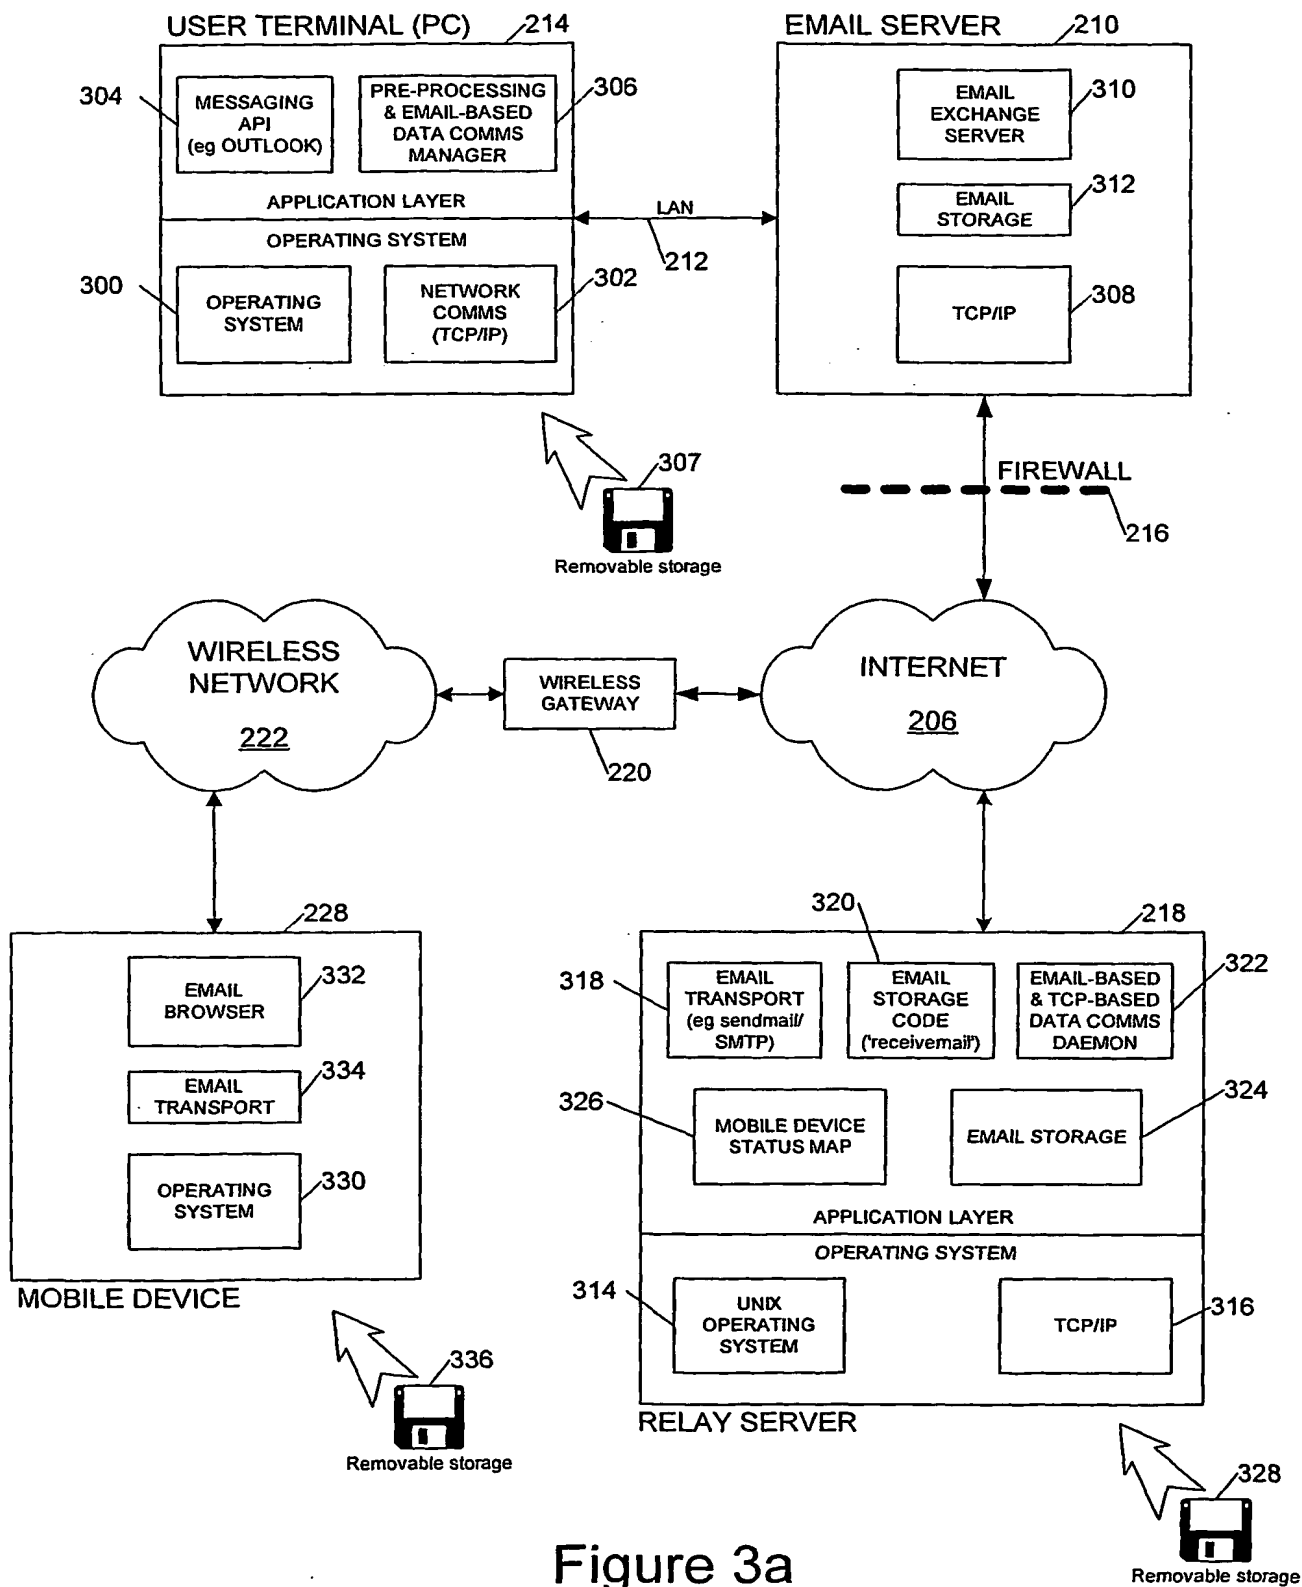 USER TERMINAL (PC)
214
304
MESSAGING
API
(eg OUTLOOK)
PRE-PROCESSING
& EMAIL-BASED
DATA COMMS
MANAGER
306
APPLICATION LAYER
OPERATING SYSTEM
300
OPERATING
SYSTEM
NETWORK
COMMS
(TCP/IP)
302
LAN
212
EMAIL SERVER
210
EMAIL
EXCHANGE
SERVER
310
EMAIL
STORAGE
312
TCP/IP
308
307
Removable storage
FIREWALL
216
WIRELESS
NETWORK
222
WIRELESS
GATEWAY
220
INTERNET
206
228
EMAIL
BROWSER
332
EMAIL
TRANSPORT
334
OPERATING
SYSTEM
330
MOBILE DEVICE
336
Removable storage
218
318
EMAIL
TRANSPORT
(eg sendmail/
SMTP)
320
EMAIL
STORAGE
CODE
('receivemail')
EMAIL-BASED
& TCP-BASED
DATA COMMS
DAEMON
322
326
MOBILE DEVICE
STATUS MAP
EMAIL STORAGE
324
APPLICATION LAYER
OPERATING SYSTEM
314
UNIX
OPERATING
SYSTEM
TCP/IP
316
RELAY SERVER
328
Removable storage
Figure 3a